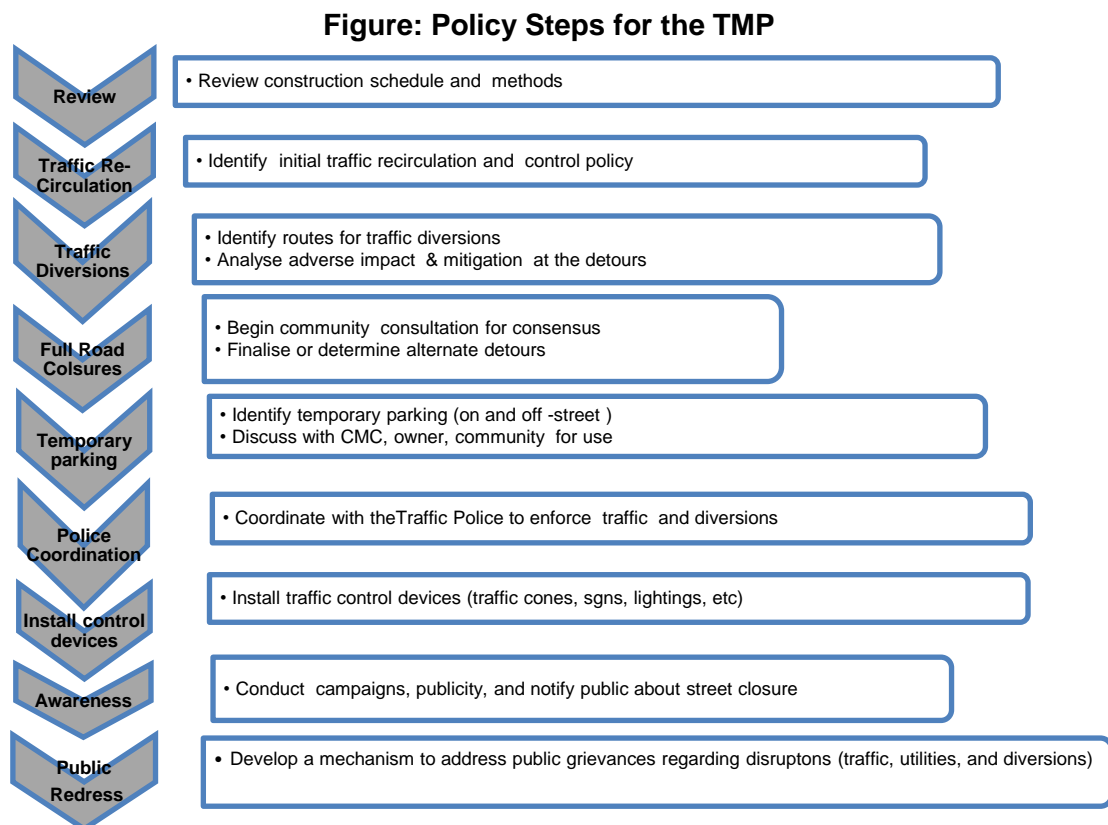 Figure: Policy Steps for the TMP
Review
• Review construction schedule and methods
Traffic Re-
Circulation
• Identify initial traffic recirculation and control policy
Traffic
Diversions
• Identify routes for traffic diversions
• Analyse adverse impact & mitigation at the detours
Full Road
Colsures
• Begin community consultation for consensus
• Finalise or determine alternate detours
Temporary
parking
• Identify temporary parking (on and off -street )
• Discuss with CMC, owner, community for use
Police
Coordination
• Coordinate with theTraffic Police to enforce traffic and diversions
Install control
devices
• Install traffic control devices (traffic cones, sgns, lightings, etc)
Awareness
• Conduct campaigns, publicity, and notify public about street closure
Public
Redress
• Develop a mechanism to address public grievances regarding disruptons (traffic, utilities, and diversions)